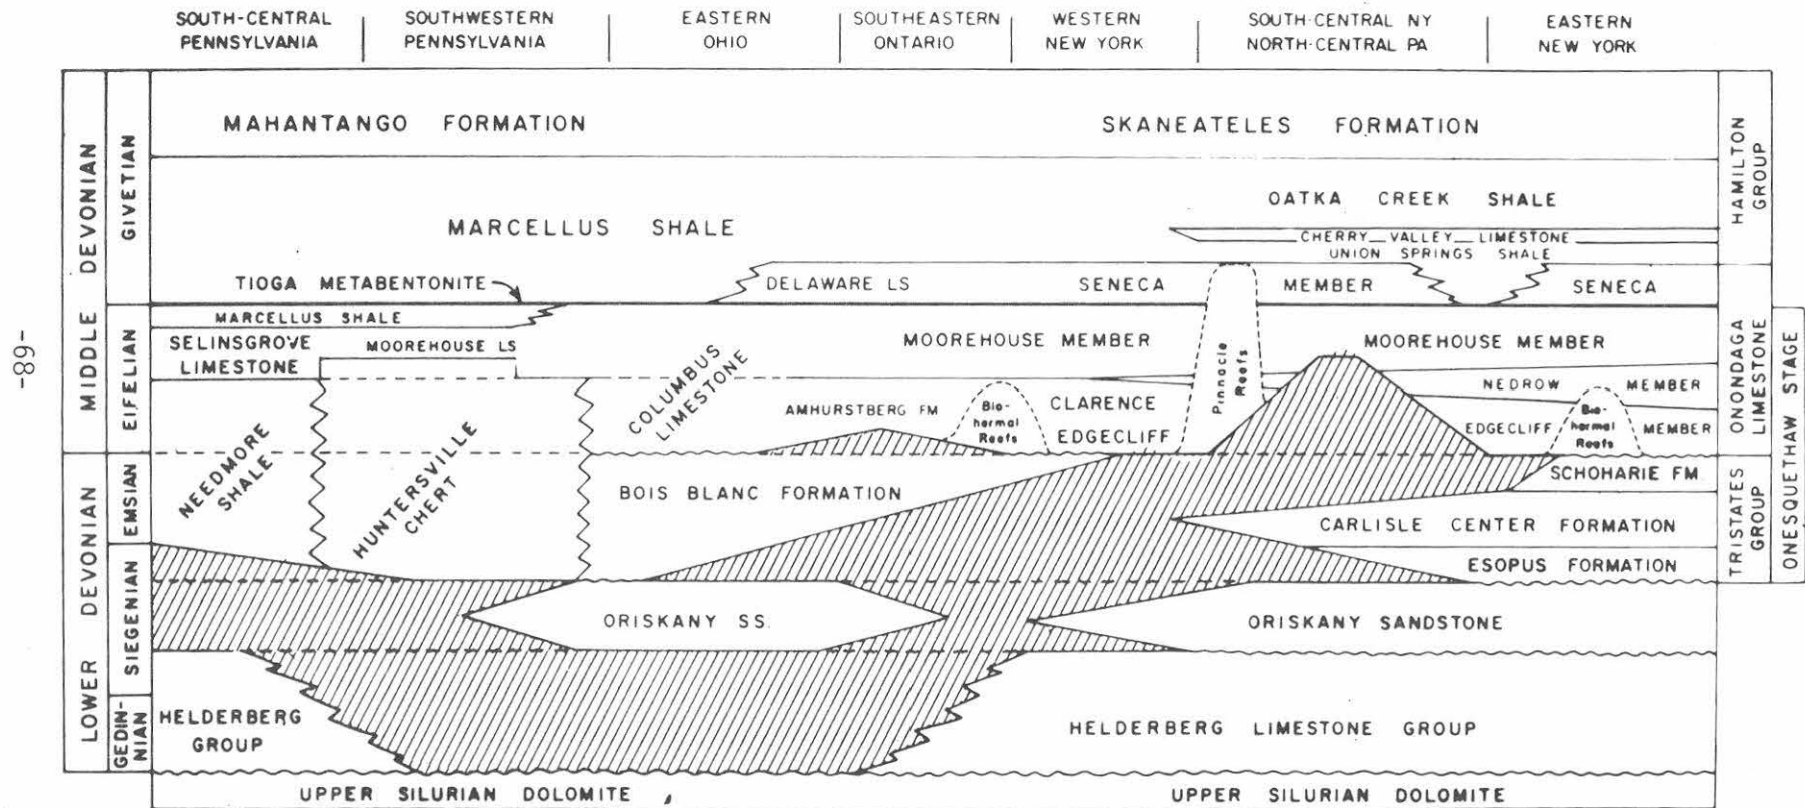 SOUTH-CENTRAL
PENNSYLVANIA
SOUTHWESTERN
PENNSYLVANIA
EASTERN
OHIO
SOUTHEASTERN
ONTARIO
WESTERN
NEW YORK
SOUTH-CENTRAL NY
NORTH-CENTRAL PA
EASTERN
NEW YORK
LOWER DEVONIAN
MIDDLE DEVONIAN
GEDIN-
NIAN
SIEGENIAN
EMSIAN
EIFELIAN
GIVETIAN
MAHANTANGO FORMATION
SKANEATELES FORMATION
MARCELLUS SHALE
OATKA CREEK SHALE
CHERRY VALLEY LIMESTONE
UNION SPRINGS SHALE
TIOGA METABENTONITE
DELAWARE LS
SENECA
MEMBER
SENECA
MARCELLUS SHALE
SELINSGROVE
LIMESTONE
MOOREHOUSE LS
COLUMBUS
LIMESTONE
MOOREHOUSE MEMBER
Pinnacle
Reefs
MOOREHOUSE MEMBER
NEDROW MEMBER
AMHURSTBERG FM
Bio-
hermal
Reefs
CLARENCE
EDGECLIFF
EDGECLIFF
Bio-
hermal
Reefs
MEMBER
NEEDMORE
SHALE
HUNTERSVILLE
CHERT
BOIS BLANC FORMATION
SCHOHARIE FM
CARLISLE CENTER FORMATION
ESOPUS FORMATION
ORISKANY SS.
ORISKANY SANDSTONE
HELDERBERG
GROUP
HELDERBERG LIMESTONE GROUP
UPPER SILURIAN DOLOMITE
UPPER SILURIAN DOLOMITE
HAMILTON
GROUP
ONONDAGA
LIMESTONE
TRISTATES
GROUP
ONESQUETHAW STAGE
-89-